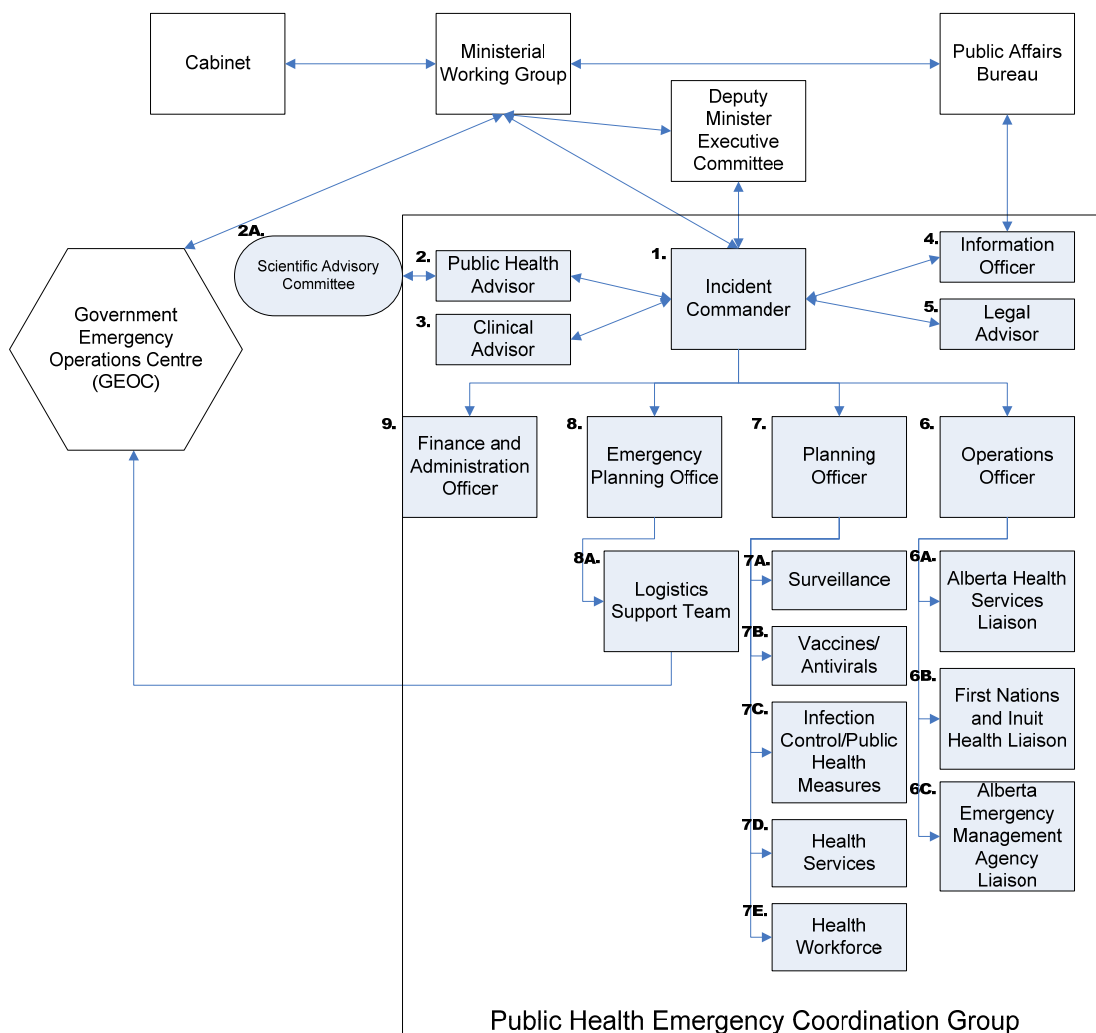 Cabinet
Ministerial
Working Group
Public Affairs
Bureau
Deputy
Minister
Executive
Committee
2A.
Scientific Advisory
Committee
2.
Public Health
Advisor
3.
Clinical
Advisor
1.
Incident
Commander
4.
Information
Officer
5.
Legal
Advisor
Government
Emergency
Operations Centre
(GEOC)
9.
Finance and
Administration
Officer
8.
Emergency
Planning Office
7.
Planning
Officer
6.
Operations
Officer
8A.
Logistics
Support Team
7A.
Surveillance
7B.
Vaccines/
Antivirals
7C.
Infection
Control/Public
Health
Measures
7D.
Health
Services
7E.
Health
Workforce
6A.
Alberta Health
Services
Liaison
6B.
First Nations
and Inuit
Health Liaison
6C.
Alberta
Emergency
Management
Agency
Liaison
Public Health Emergency Coordination Group